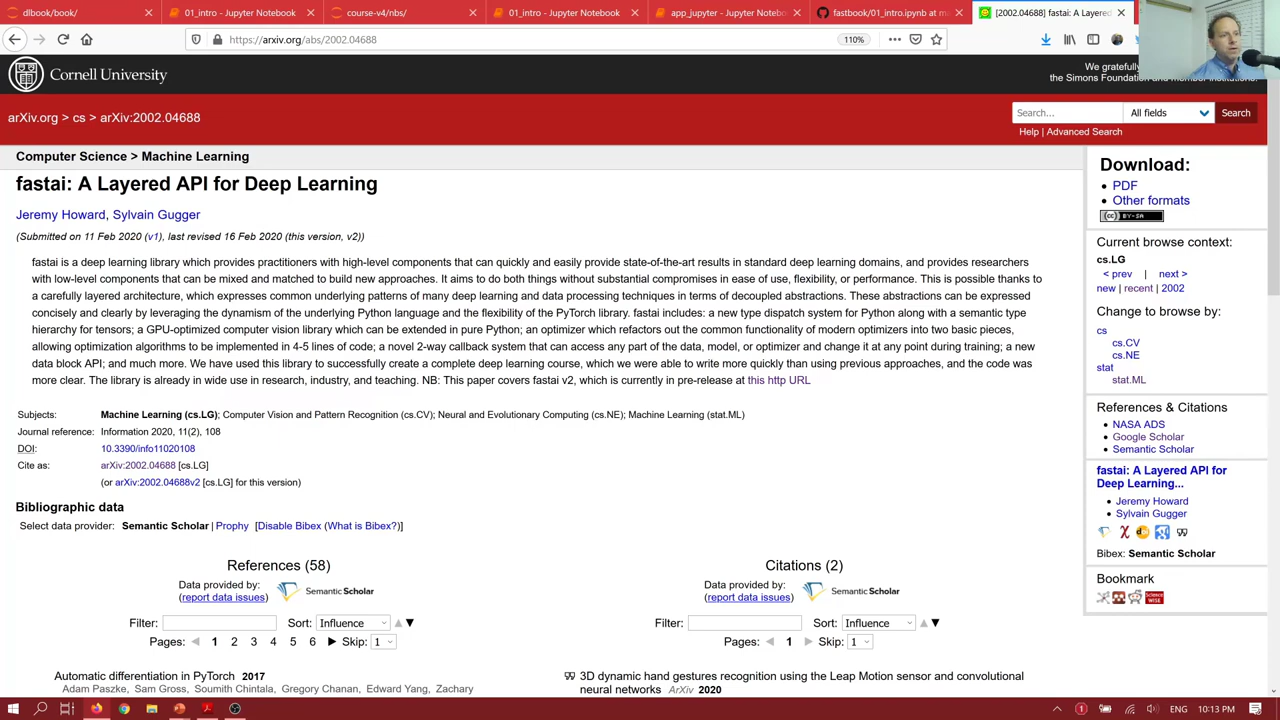 dlbook/book/
01_intro - Jupyter Notebook
course-v4/nbs/
01_intro - Jupyter Notebook
app_jupyter - Jupyter Notebo
fastbook/01_intro.ipynb at m
[2002.04688] fastai: A Layered
https://arxiv.org/abs/2002.04688
110%
Cornell University
We gratefully
the Simons Foundation and member institutions.
arXiv.org > cs > arXiv:2002.04688
Search...
All fields
Search
Help | Advanced Search
Computer Science > Machine Learning
fastai: A Layered API for Deep Learning
Jeremy Howard, Sylvain Gugger
(Submitted on 11 Feb 2020 (v1), last revised 16 Feb 2020 (this version, v2))
fastai is a deep learning library which provides practitioners with high-level components that can quickly and easily provide state-of-the-art results in standard deep learning domains, and provides researchers
with low-level components that can be mixed and matched to build new approaches. It aims to do both things without substantial compromises in ease of use, flexibility, or performance. This is possible thanks to
a carefully layered architecture, which expresses common underlying patterns of many deep learning and data processing techniques in terms of decoupled abstractions. These abstractions can be expressed
concisely and clearly by leveraging the dynamism of the underlying Python language and the flexibility of the PyTorch library. fastai includes: a new type dispatch system for Python along with a semantic type
hierarchy for tensors; a GPU-optimized computer vision library which can be extended in pure Python; an optimizer which refactors out the common functionality of modern optimizers into two basic pieces,
allowing optimization algorithms to be implemented in 4-5 lines of code; a novel 2-way callback system that can access any part of the data, model, or optimizer and change it at any point during training; a new
data block API; and much more. We have used this library to successfully create a complete deep learning course, which we were able to write more quickly than using previous approaches, and the code was
more clear. The library is already in wide use in research, industry, and teaching. NB: This paper covers fastai v2, which is currently in pre-release at this http URL
Subjects: Machine Learning (cs.LG); Computer Vision and Pattern Recognition (cs.CV); Neural and Evolutionary Computing (cs.NE); Machine Learning (stat.ML)
Journal reference: Information 2020, 11(2), 108
DOI: 10.3390/info11020108
Cite as: arXiv:2002.04688 [cs.LG]
(or arXiv:2002.04688v2 [cs.LG] for this version)
Bibliographic data
Select data provider: Semantic Scholar | Prophy [Disable Bibex (What is Bibex?)]
References (58)
Data provided by:
(report data issues)
Semantic Scholar
Filter:
Sort: Influence
Pages: 1 2 3 4 5 6 Skip: 1
Automatic differentiation in PyTorch 2017
Adam Paszke, Sam Gross, Soumith Chintala, Gregory Chanan, Edward Yang, Zachary
Citations (2)
Data provided by:
(report data issues)
Semantic Scholar
Filter:
Sort: Influence
Pages: 1 Skip: 1
3D dynamic hand gestures recognition using the Leap Motion sensor and convolutional
neural networks ArXiv 2020
Download:
PDF
Other formats
(cc) BY-SA
Current browse context:
cs.LG
< prev | next >
new | recent | 2002
Change to browse by:
cs
cs.CV
cs.NE
stat
stat.ML
References & Citations
NASA ADS
Google Scholar
Semantic Scholar
fastai: A Layered API for
Deep Learning...
Jeremy Howard
Sylvain Gugger
Bibex: Semantic Scholar
Bookmark
Science
WISE
1
ENG
10:13 PM